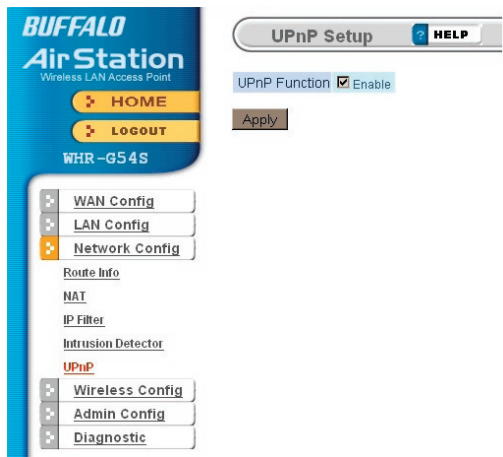 BUFFALO
AirStation
Wireless LAN Access Point
HOME
LOGOUT
WHR-G54S
WAN Config
LAN Config
Network Config
Route Info
NAT
IP Filter
Intrusion Detector
UPnP
Wireless Config
Admin Config
Diagnostic
UPnP Setup ? HELP
UPnP Function Enable
Apply